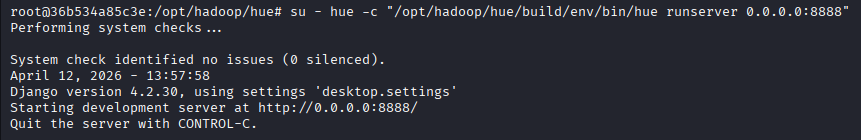 root@36b534a85c3e:/opt/hadoop/hue# su - hue -c "/opt/hadoop/hue/build/env/bin/hue runserver 0.0.0.0:8888"
Performing system checks...

System check identified no issues (0 silenced).
April 12, 2026 - 13:57:58
Django version 4.2.30, using settings 'desktop.settings'
Starting development server at http://0.0.0.0:8888/
Quit the server with CONTROL-C.